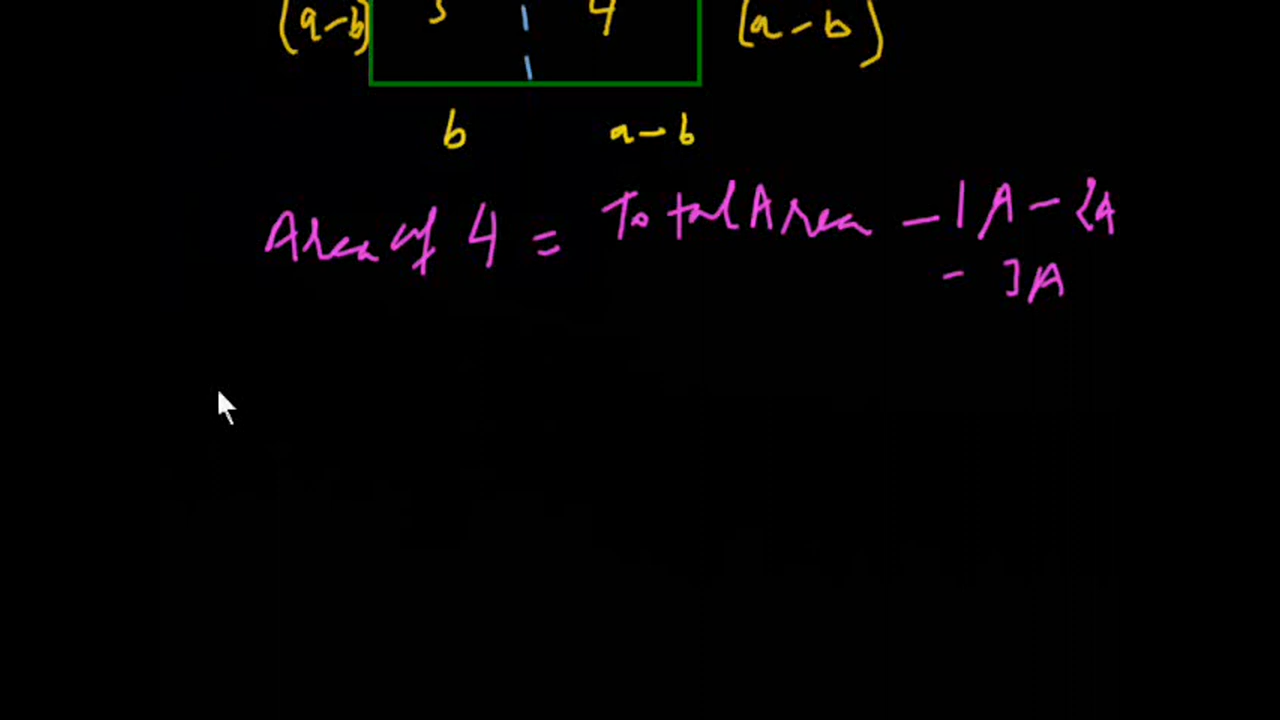 (a-b) 3 4 (a-b)
b a-b
Area of 4 = Total Area - 1A - 2A
- 3A